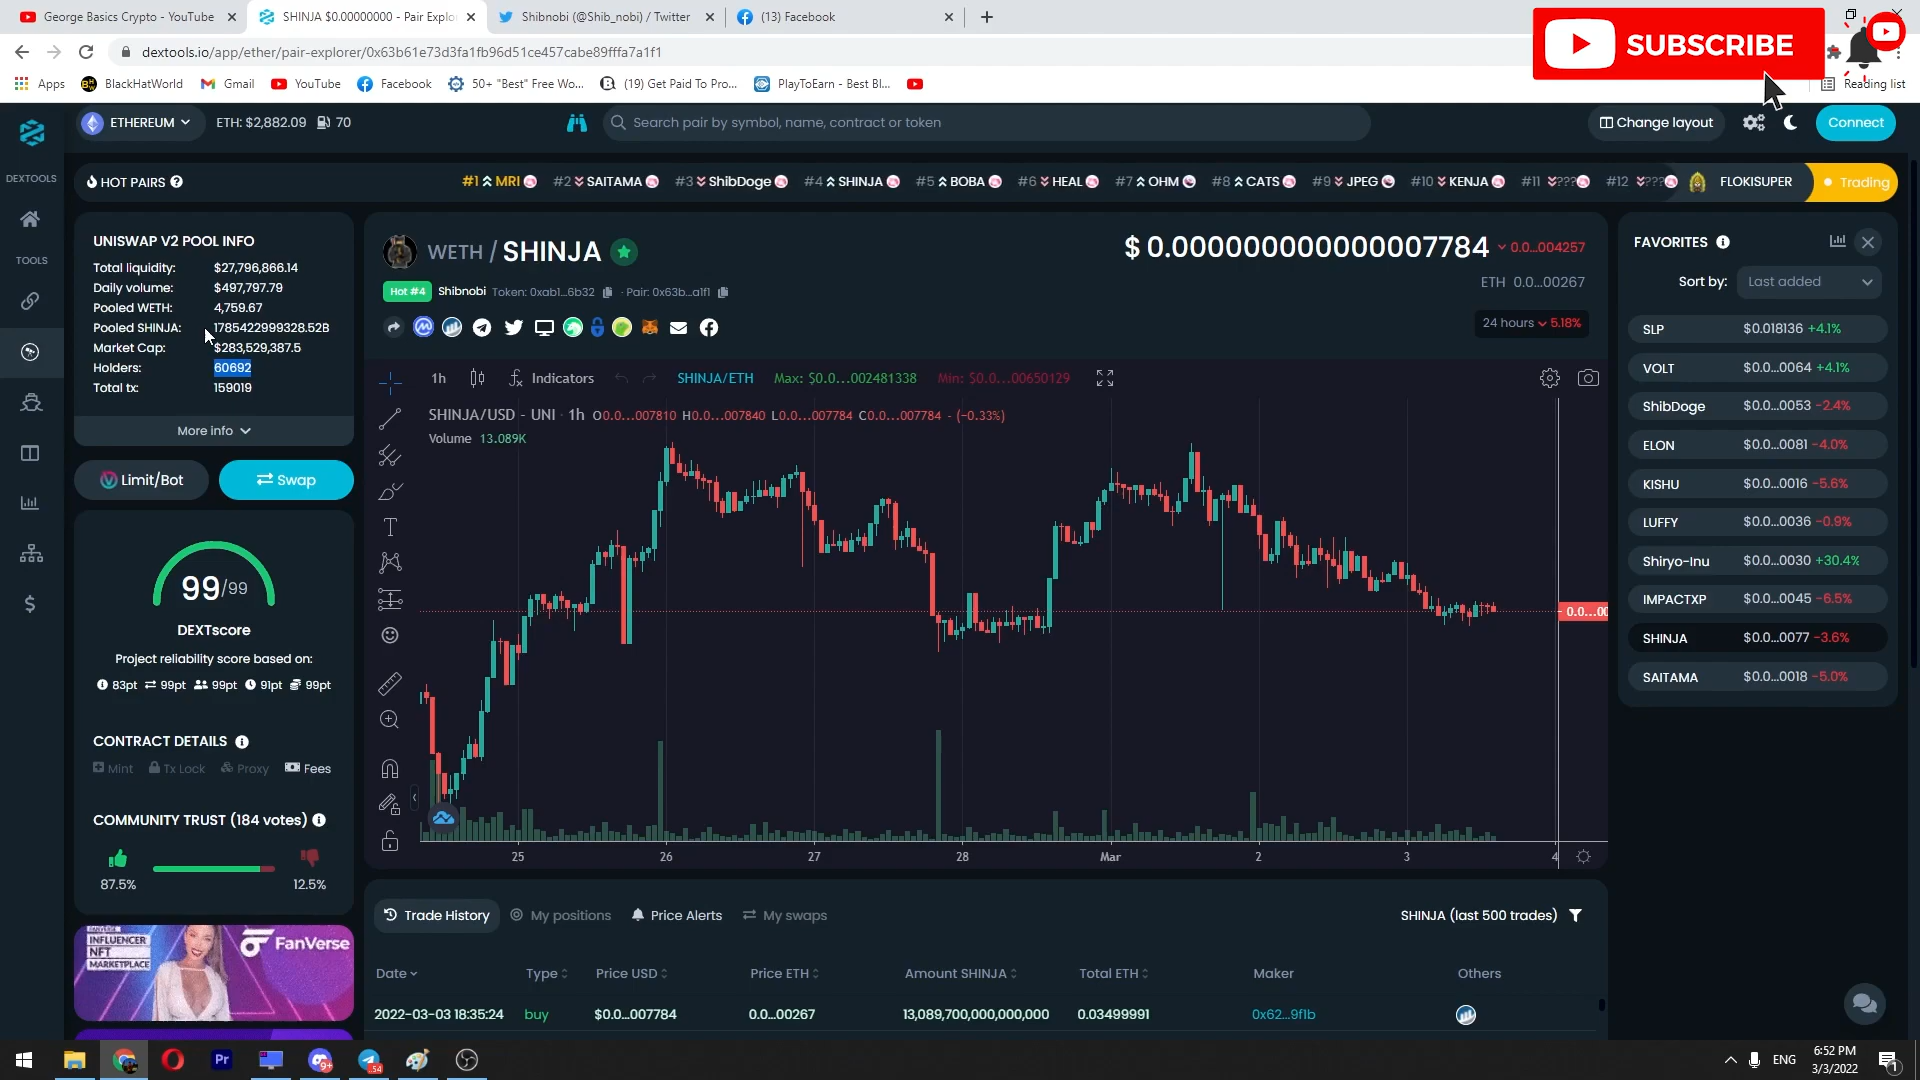 George Basics Crypto - YouTube
SHINJA $0.00000000 - Pair Explo
Shibnobi (@Shib_nobi) / Twitter
(13) Facebook
dextools.io/app/ether/pair-explorer/0x63b61e73d3fa1fb96d51ce457cabe89fffa7a1f1
SUBSCRIBE
Apps
BlackHatWorld
Gmail
YouTube
Facebook
50+ "Best" Free Wo...
(19) Get Paid To Pro...
PlayToEarn - Best Bl...
Reading list
ETHEREUM
ETH: $2,882.09
70
Search pair by symbol, name, contract or token
Change layout
Connect
DEXTOOLS
HOT PAIRS
#1 MRI #2 SAITAMA #3 ShibDoge #4 SHINJA #5 BOBA #6 HEAL #7 OHM #8 CATS #9 JPEG #10 KENJA #11 ??? #12 ???
FLOKISUPER
Trading
TOOLS
UNISWAP V2 POOL INFO
Total liquidity: $27,796,866.14
Daily volume: $497,797.79
Pooled WETH: 4,759.67
Pooled SHINJA: 1785422999328.52B
Market Cap: $283,529,387.5
Holders: 60692
Total tx: 159019
More info
Limit/Bot
Swap
99/99
DEXTscore
Project reliability score based on:
83pt 99pt 99pt 91pt 99pt
CONTRACT DETAILS
Mint Tx Lock Proxy Fees
COMMUNITY TRUST (184 votes)
87.5%
12.5%
FANVERSE
INFLUENCER
NFT
MARKETPLACE
FanVerse
WETH / SHINJA
$ 0.000000000000007784
0.0...004257
Hot #4
Shibnobi
Token: 0xab1...6b32
· Pair: 0x63b...a1f1
ETH 0.0...00267
24 hours 5.18%
1h
Indicators
SHINJA/ETH
Max: $0.0...002481338
Min: $0.0...00650129
SHINJA/USD - UNI · 1h O0.0...007810 H0.0...007840 L0.0...007784 C0.0...007784 - (-0.33%)
Volume 13.089K
0.0...00
25
26
27
28
Mar
2
3
4
Trade History
My positions
Price Alerts
My swaps
SHINJA (last 500 trades)
Date
Type
Price USD
Price ETH
Amount SHINJA
Total ETH
Maker
Others
2022-03-03 18:35:24
buy
$0.0...007784
0.0...00267
13,089,700,000,000,000
0.03499991
0x62...9f1b
FAVORITES
Sort by:
Last added
SLP $0.018136 +4.1%
VOLT $0.0...0064 +4.1%
ShibDoge $0.0...0053 -2.4%
ELON $0.0...0081 -4.0%
KISHU $0.0...0016 -5.6%
LUFFY $0.0...0036 -0.9%
Shiryo-Inu $0.0...0030 +30.4%
IMPACTXP $0.0...0045 -6.5%
SHINJA $0.0...0077 -3.6%
SAITAMA $0.0...0018 -5.0%
Pr
9+
54
ENG
6:52 PM
3/3/2022
1